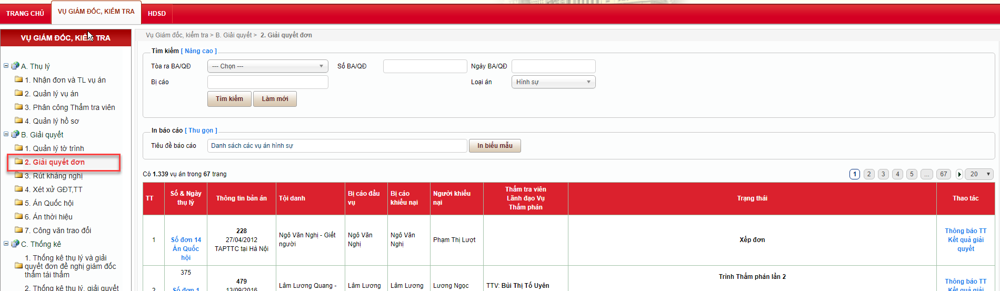 TRANG CHỦ
VỤ GIÁM ĐỐC, KIỂM TRA
HDSD
VỤ GIÁM ĐỐC, KIỂM TRA
A. Thụ lý
1. Nhận đơn và TL vụ án
2. Quản lý vụ án
3. Phân công Thẩm tra viên
4. Quản lý hồ sơ
B. Giải quyết
1. Quản lý tờ trình
2. Giải quyết đơn
3. Rút kháng nghị
4. Xét xử GĐT,TT
5. Án Quốc hội
6. Án thời hiệu
7. Công văn trao đổi
C. Thống kê
1. Thống kê thụ lý và giải
quyết đơn đề nghị giám đốc
thẩm tái thẩm
2. Thống kê thụ lý, giải quyết
Vụ Giám đốc, kiểm tra > B. Giải quyết > 2. Giải quyết đơn
Tìm kiếm [ Nâng cao ]
Tòa ra BA/QĐ --- Chọn --- Số BA/QĐ Ngày BA/QĐ
Bị cáo Loại án Hình sự
Tìm kiếm Làm mới
In báo cáo [ Thu gọn ]
Tiêu đề báo cáo Danh sách các vụ án hình sự In biểu mẫu
Có 1.339 vụ án trong 67 trang
1 2 3 4 5 ... 67 20
TT
Số & Ngày
thụ lý
Thông tin bản án
Tội danh
Bị cáo đầu
vụ
Bị cáo
khiếu nại
Người khiếu
nại
Thẩm tra viên
Lãnh đạo Vụ
Thẩm phán
Trạng thái
Thao tác
1
Số đơn 14
Án Quốc
hội
228
27/04/2012
TAPTTC tại Hà Nội
Ngô Văn Nghị - Giết
người
Ngô Văn
Nghị
Ngô Văn
Nghị
Phạm Thị Lượt
Xếp đơn
Thông báo TT
Kết quả giải
quyết
2
375
Số đơn 1
479
13/09/2016
Lâm Lương Quang -
Lâm Lương
Lâm Lương
Lương Ngọc
TTV: Bùi Thị Tố Uyên
Trình Thẩm phán lần 2
Thông báo TT
Kết quả giải